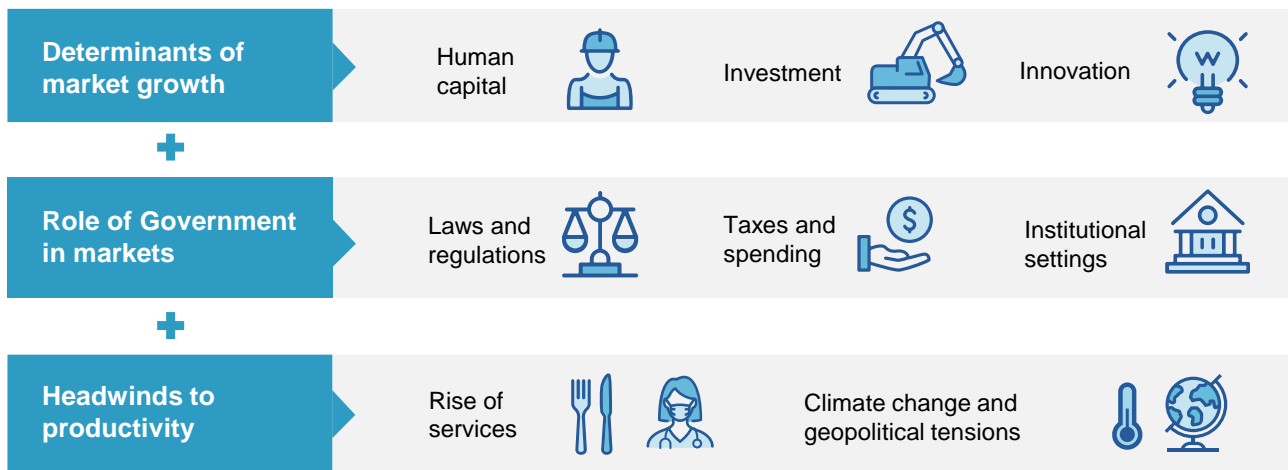 Determinants of
market growth
Human
capital
Investment
Innovation
Role of Government
in markets
Laws and
regulations
Taxes and
spending
$
Institutional
settings
Headwinds to
productivity
Rise of
services
Climate change and
geopolitical tensions